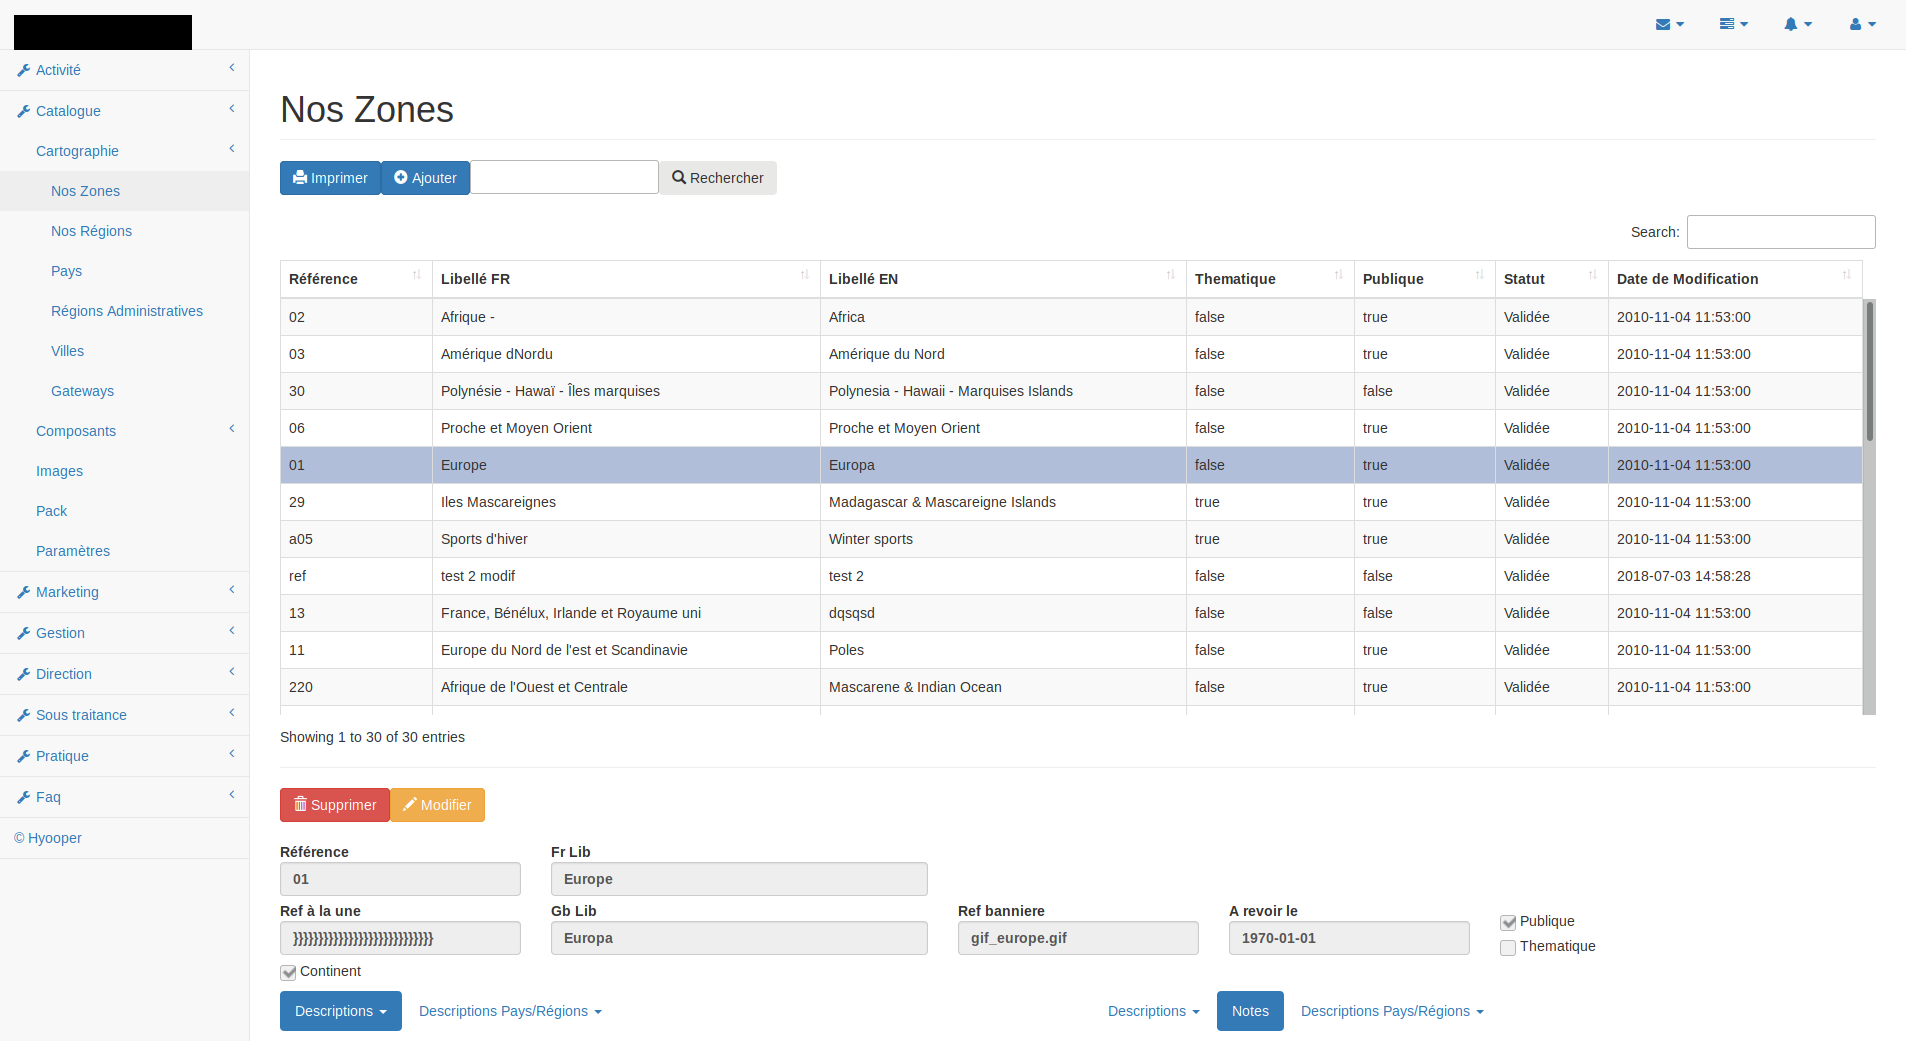 Activité
Catalogue
Cartographie
Nos Zones
Nos Régions
Pays
Régions Administratives
Villes
Gateways
Composants
Images
Pack
Paramètres
Marketing
Gestion
Direction
Sous traitance
Pratique
Faq
© Hyooper
Nos Zones
Imprimer Ajouter Rechercher
Search:
Référence Libellé FR Libellé EN Thematique Publique Statut Date de Modification
02 Afrique - Africa false true Validée 2010-11-04 11:53:00
03 Amérique dNordu Amérique du Nord false true Validée 2010-11-04 11:53:00
30 Polynésie - Hawaï - Îles marquises Polynesia - Hawaii - Marquises Islands false false Validée 2010-11-04 11:53:00
06 Proche et Moyen Orient Proche et Moyen Orient false true Validée 2010-11-04 11:53:00
01 Europe Europa false true Validée 2010-11-04 11:53:00
29 Iles Mascareignes Madagascar & Mascareigne Islands true true Validée 2010-11-04 11:53:00
a05 Sports d'hiver Winter sports true true Validée 2010-11-04 11:53:00
ref test 2 modif test 2 false false Validée 2018-07-03 14:58:28
13 France, Bénélux, Irlande et Royaume uni dqsqsd false false Validée 2010-11-04 11:53:00
11 Europe du Nord de l'est et Scandinavie Poles false true Validée 2010-11-04 11:53:00
220 Afrique de l'Ouest et Centrale Mascarene & Indian Ocean false true Validée 2010-11-04 11:53:00
Showing 1 to 30 of 30 entries
Supprimer Modifier
Référence Fr Lib
01 Europe
Ref à la une Gb Lib Ref banniere A revoir le
}}}}}}}}}}}}}}}}}}}}}}}}}}}} Europa gif_europe.gif 1970-01-01
Publique
Thematique
Continent
Descriptions Descriptions Pays/Régions Descriptions Notes Descriptions Pays/Régions